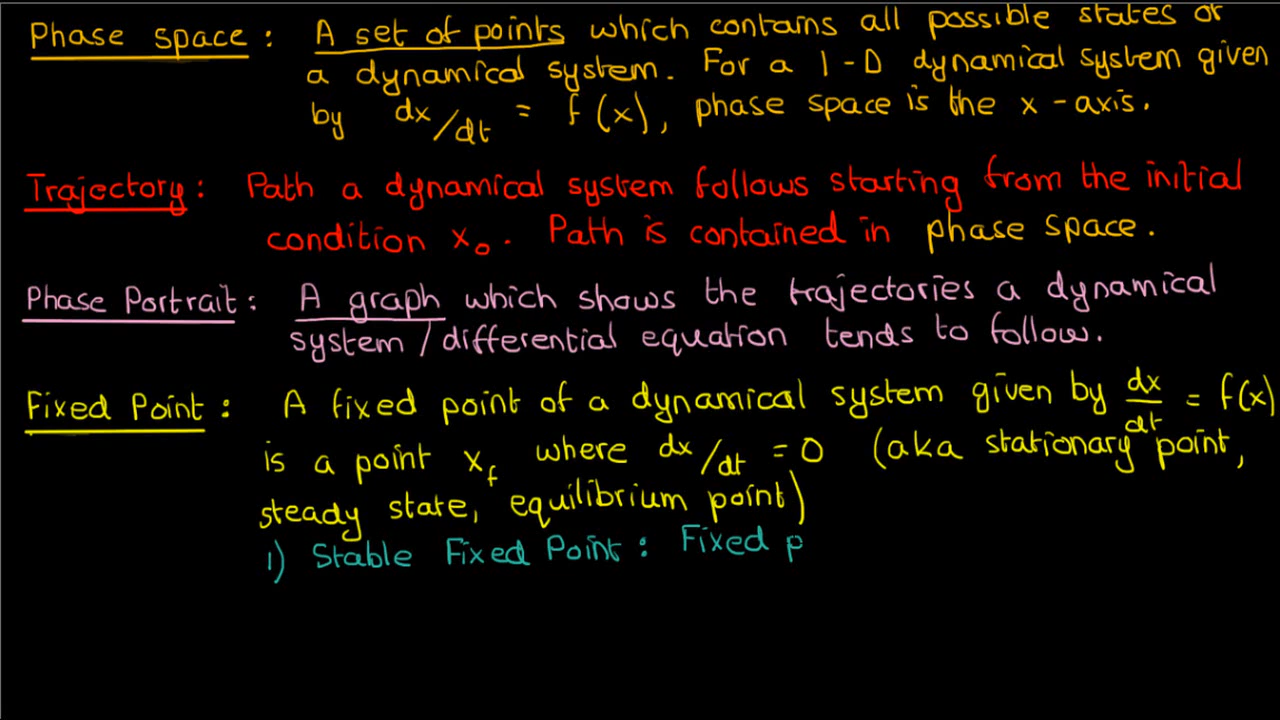 Phase space : A set of points which contains all possible states of
a dynamical system. For a 1-D dynamical system given
by dx/dt = f(x), phase space is the x-axis.
Trajectory : Path a dynamical system follows starting from the initial
condition x₀. Path is contained in phase space.
Phase Portrait : A graph which shows the trajectories a dynamical
system / differential equation tends to follow.
Fixed Point : A fixed point of a dynamical system given by dx/dt = f(x)
is a point x_f where dx/dt = 0 (aka stationary point,
steady state, equilibrium point)
1) Stable Fixed Point : Fixed p